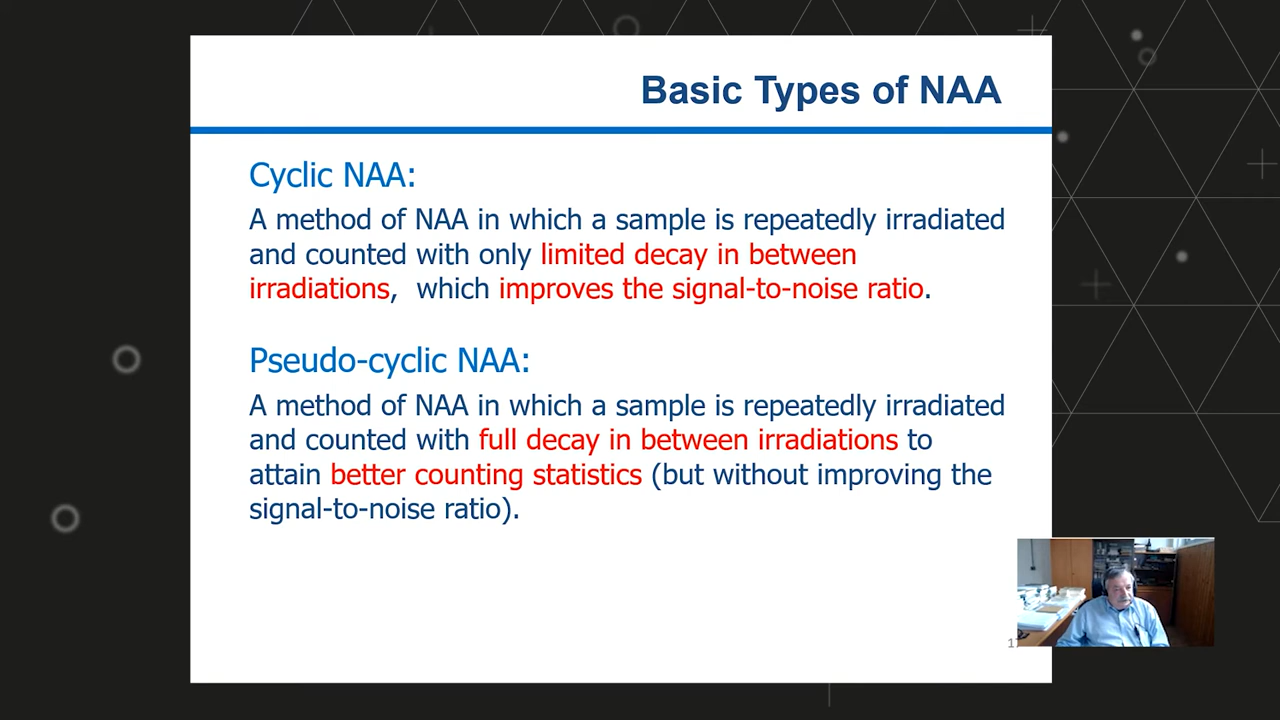 Basic Types of NAA
Cyclic NAA:
A method of NAA in which a sample is repeatedly irradiated
and counted with only limited decay in between
irradiations, which improves the signal-to-noise ratio.
Pseudo-cyclic NAA:
A method of NAA in which a sample is repeatedly irradiated
and counted with full decay in between irradiations to
attain better counting statistics (but without improving the
signal-to-noise ratio).